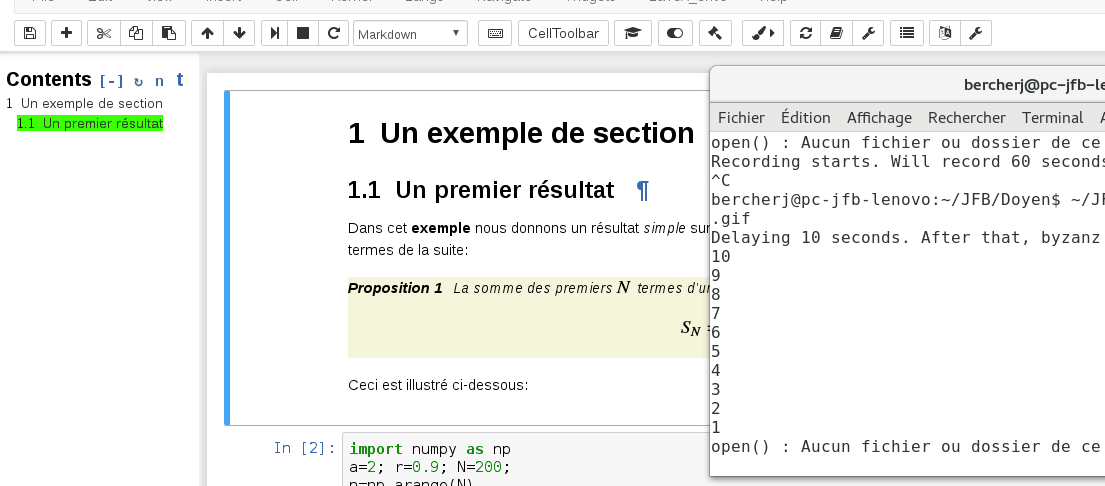 Markdown
CellToolbar
Contents [-] ↻ n t
1 Un exemple de section
1.1 Un premier résultat
1 Un exemple de section
1.1 Un premier résultat ¶
Dans cet exemple nous donnons un résultat simple sur
termes de la suite:
Proposition 1 La somme des premiers N termes d'un
S_N =
Ceci est illustré ci-dessous:
In [2]:
import numpy as np
a=2; r=0.9; N=200;
n=np.arange(N)
bercherj@pc-jfb-le
Fichier Édition Affichage Rechercher Terminal
open() : Aucun fichier ou dossier de ce
Recording starts. Will record 60 seconds
^C
bercherj@pc-jfb-lenovo:~/JFB/Doyen$ ~/JF
.gif
Delaying 10 seconds. After that, byzanz
10
9
8
7
6
5
4
3
2
1
open() : Aucun fichier ou dossier de ce